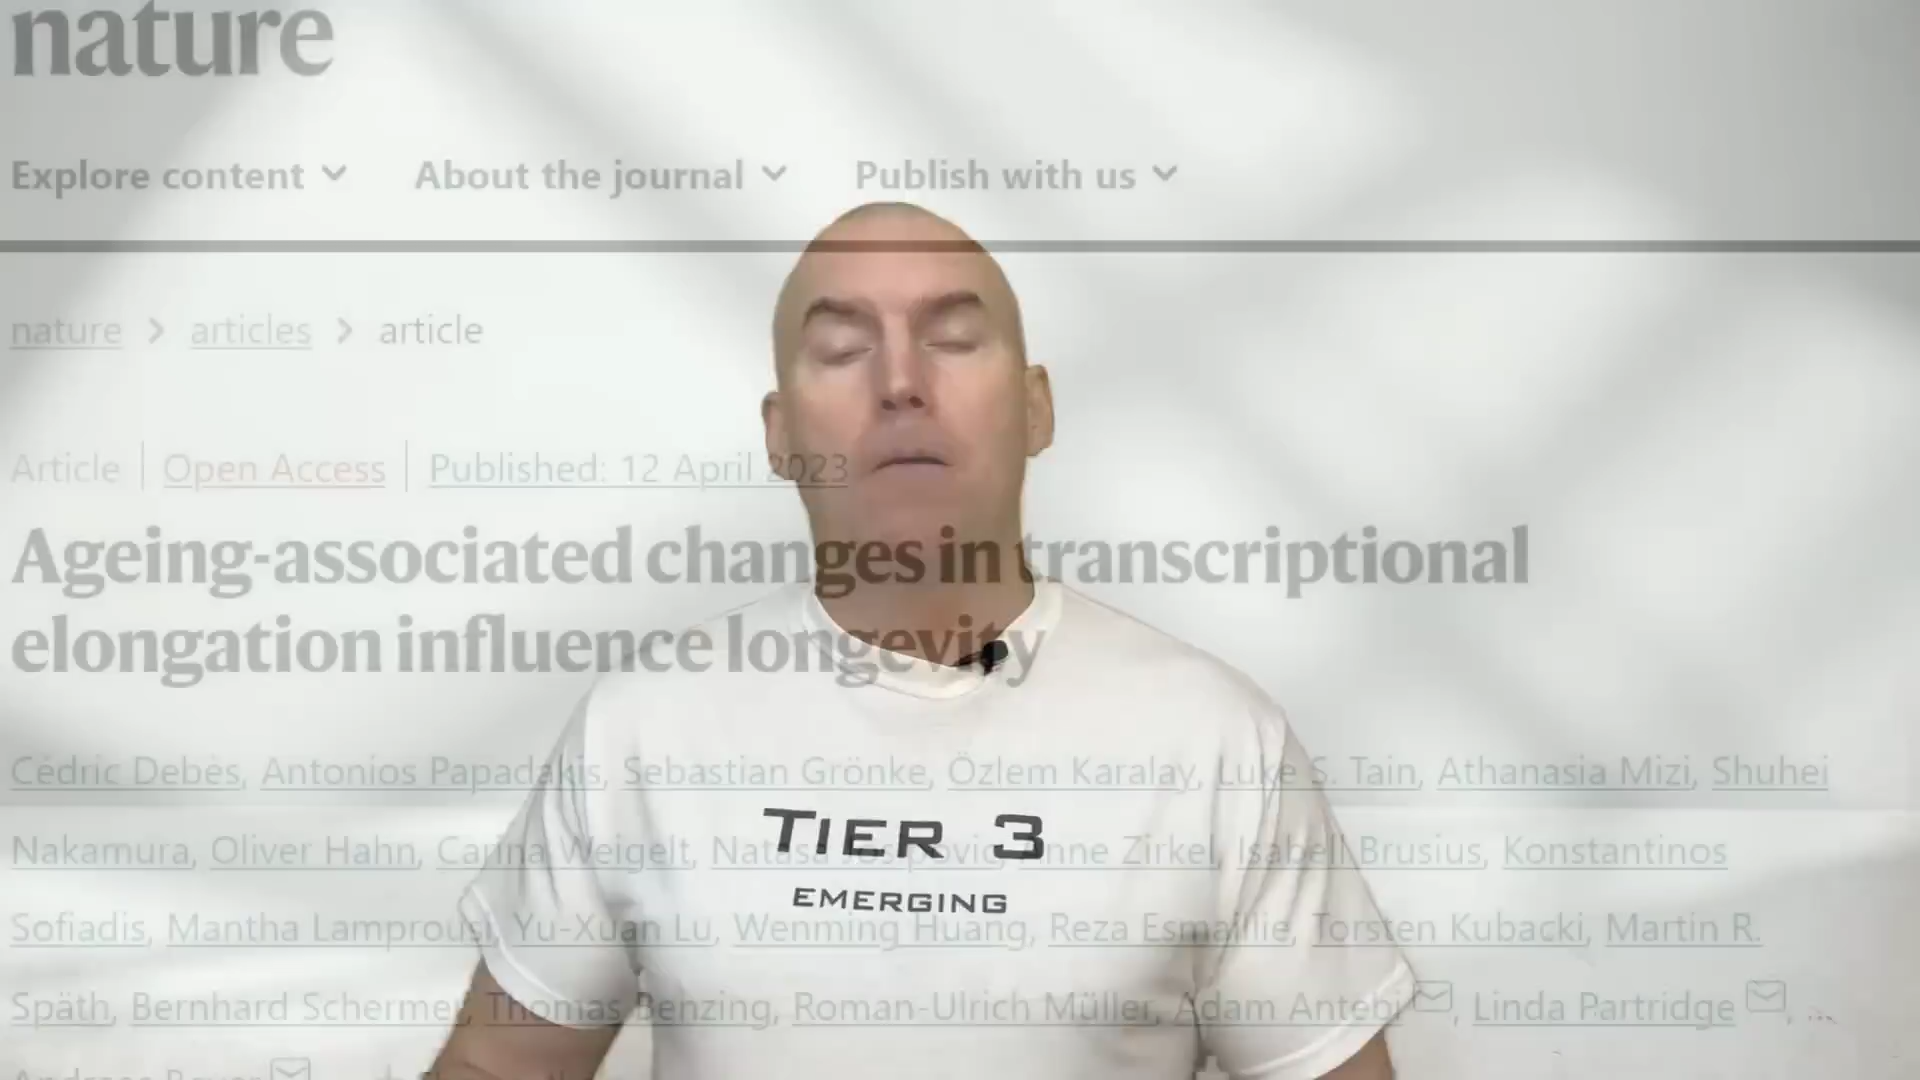 nature
Explore content About the journal Publish with us
nature > articles > article
Article | Open Access | Published: 12 April 2023
Ageing-associated changes in transcriptional
elongation influence longevity
Cédric Debès, Antonios Papadakis, Sebastian Grönke, Özlem Karalay, Luke S. Tain, Athanasia Mizi, Shuhei
Nakamura, Oliver Hahn, Carina Weigelt, Natasa Josipovic, Anne Zirkel, Isabell Brusius, Konstantinos
Sofiadis, Mantha Lamprousi, Yu-Xuan Lu, Wenming Huang, Reza Esmaillie, Torsten Kubacki, Martin R.
Späth, Bernhard Schermer, Thomas Benzing, Roman-Ulrich Müller, Adam Antebi, Linda Partridge, ...
Andreas Beyer
TIER 3
EMERGING